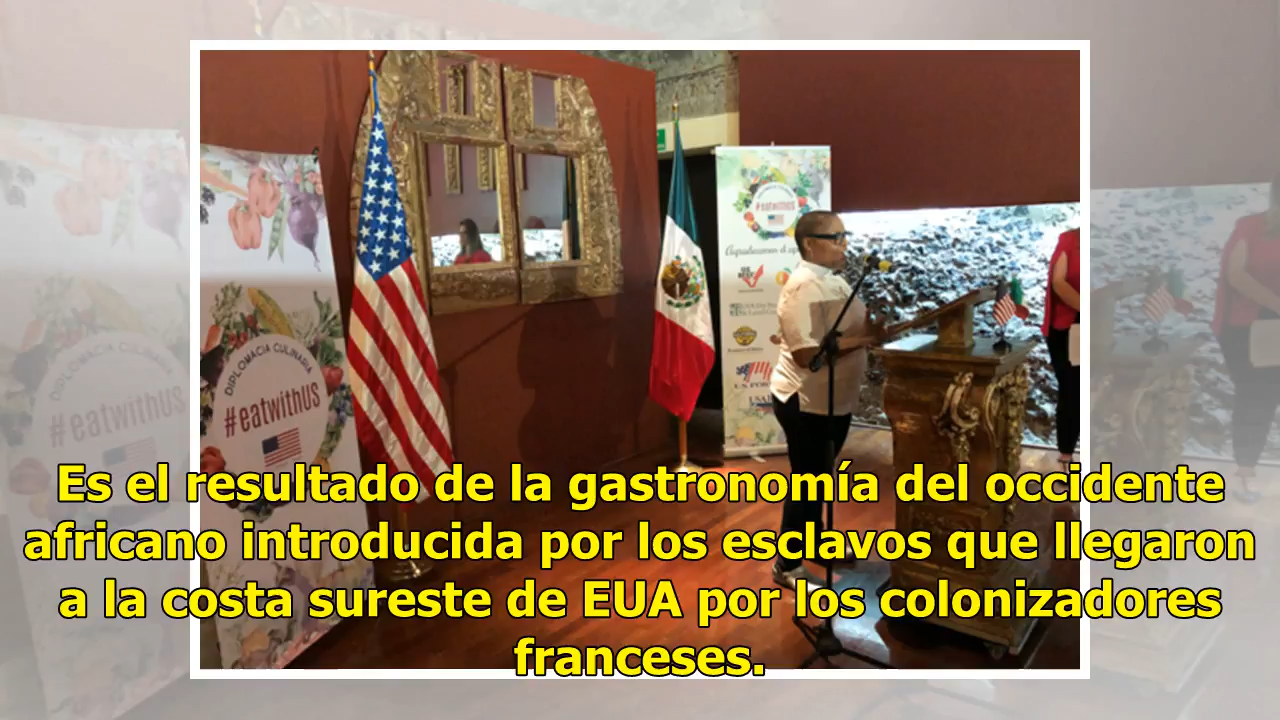 DIPLOMACIA CULINARIA
#eatwithUS
#eatwithUS
Es el resultado de la gastronomía del occidente
africano introducida por los esclavos que llegaron
a la costa sureste de EUA por los colonizadores
franceses.